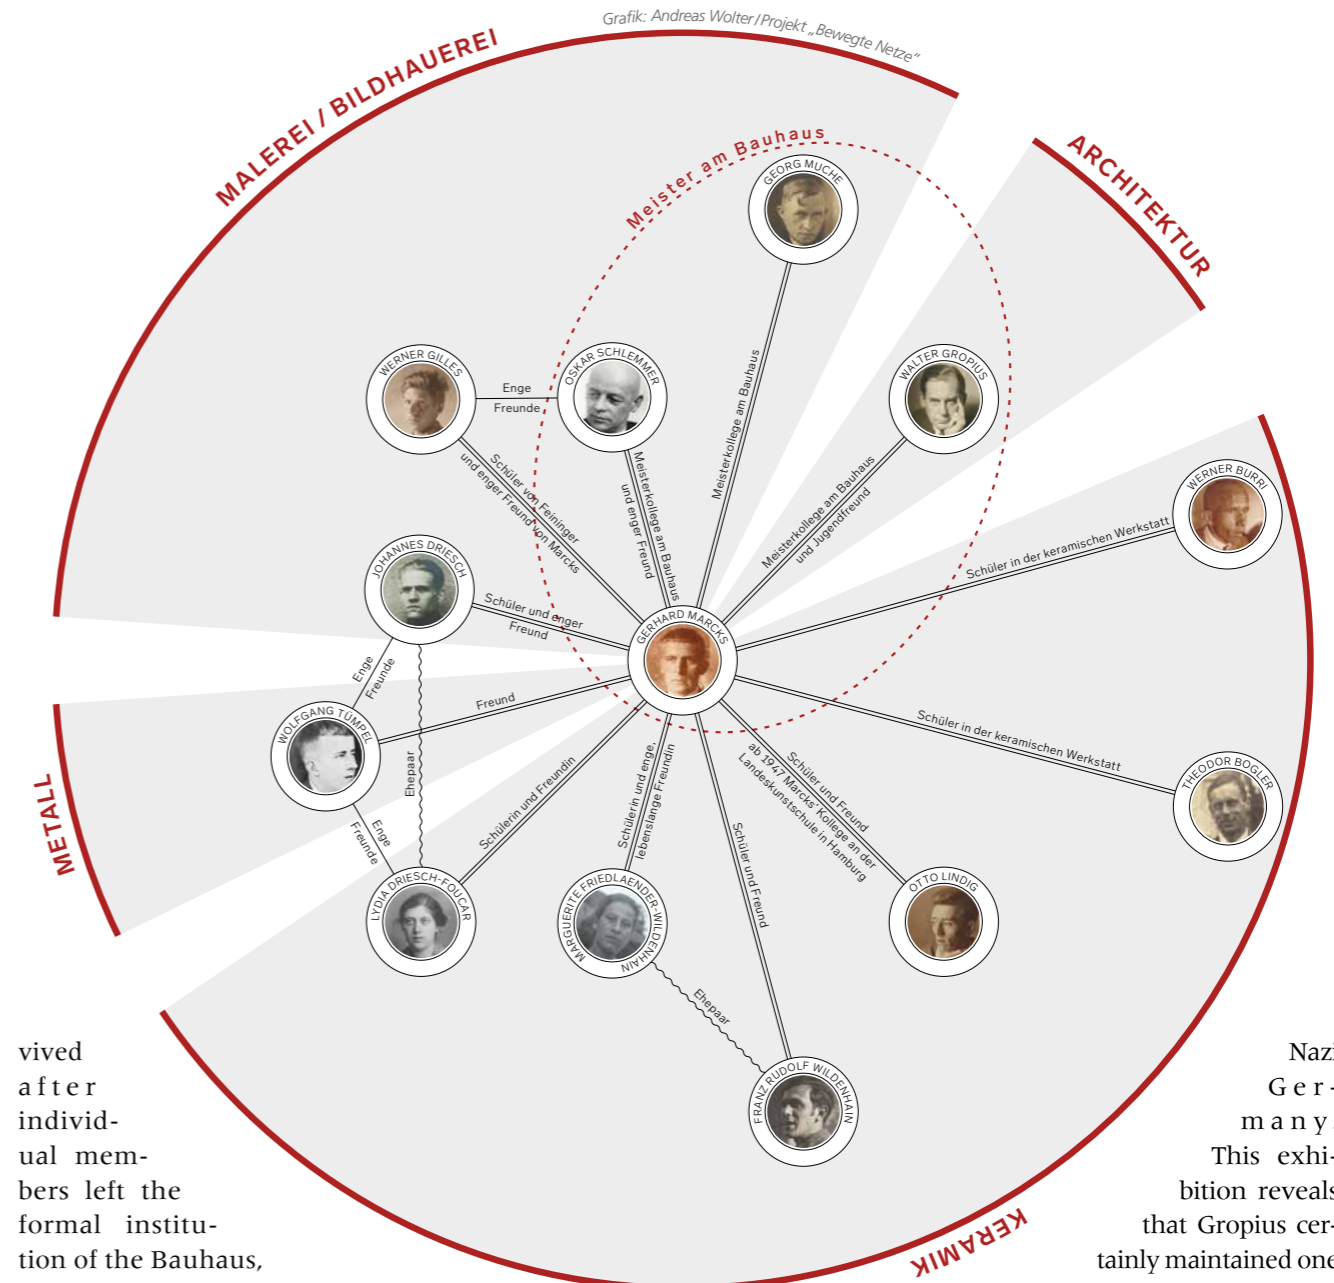 Grafik: Andreas Wolter/Projekt „Bewegte Netze“
MALEREI / BILDHAUEREI
ARCHITEKTUR
Meister am Bauhaus
GEORG MUCHE
WERNER GILLES
Enge
Freunde
OSKAR SCHLEMMER
WALTER GROPIUS
Meisterkollege am Bauhaus
Schüler von Feininger
und enger Freund von Marcks
Meisterkollege am Bauhaus
und enger Freund
Meisterkollege am Bauhaus
und Jugendfreund
WERNER BURRI
Schüler in der keramischen Werkstatt
JOHANNES DRIESCH
Schüler und enger
Freund
GERHARD MARCKS
Enge
Freunde
Freund
WOLFGANG TÜMPEL
Ehepaar
METALL
Enge
Freunde
Schülerin und Freundin
Schülerin und enge,
lebenslange Freundin
Schüler und Freund
Schüler und Freund
ab 1947 Marcks’ Kollege an der
Landeskunstschule in Hamburg
Schüler in der keramischen Werkstatt
THEODOR BOGLER
LYDIA DRIESCH-FOUCAR
MARGUERITE FRIEDLAENDER-WILDENHAIN
OTTO LINDIG
Ehepaar
FRANZ RUDOLF WILDENHAIN
KERAMIK
vived
after
individ-
ual mem-
bers left the
formal institu-
tion of the Bauhaus,
Nazi
Ger-
many.
This exhi-
bition reveals
that Gropius cer-
tainly maintained one